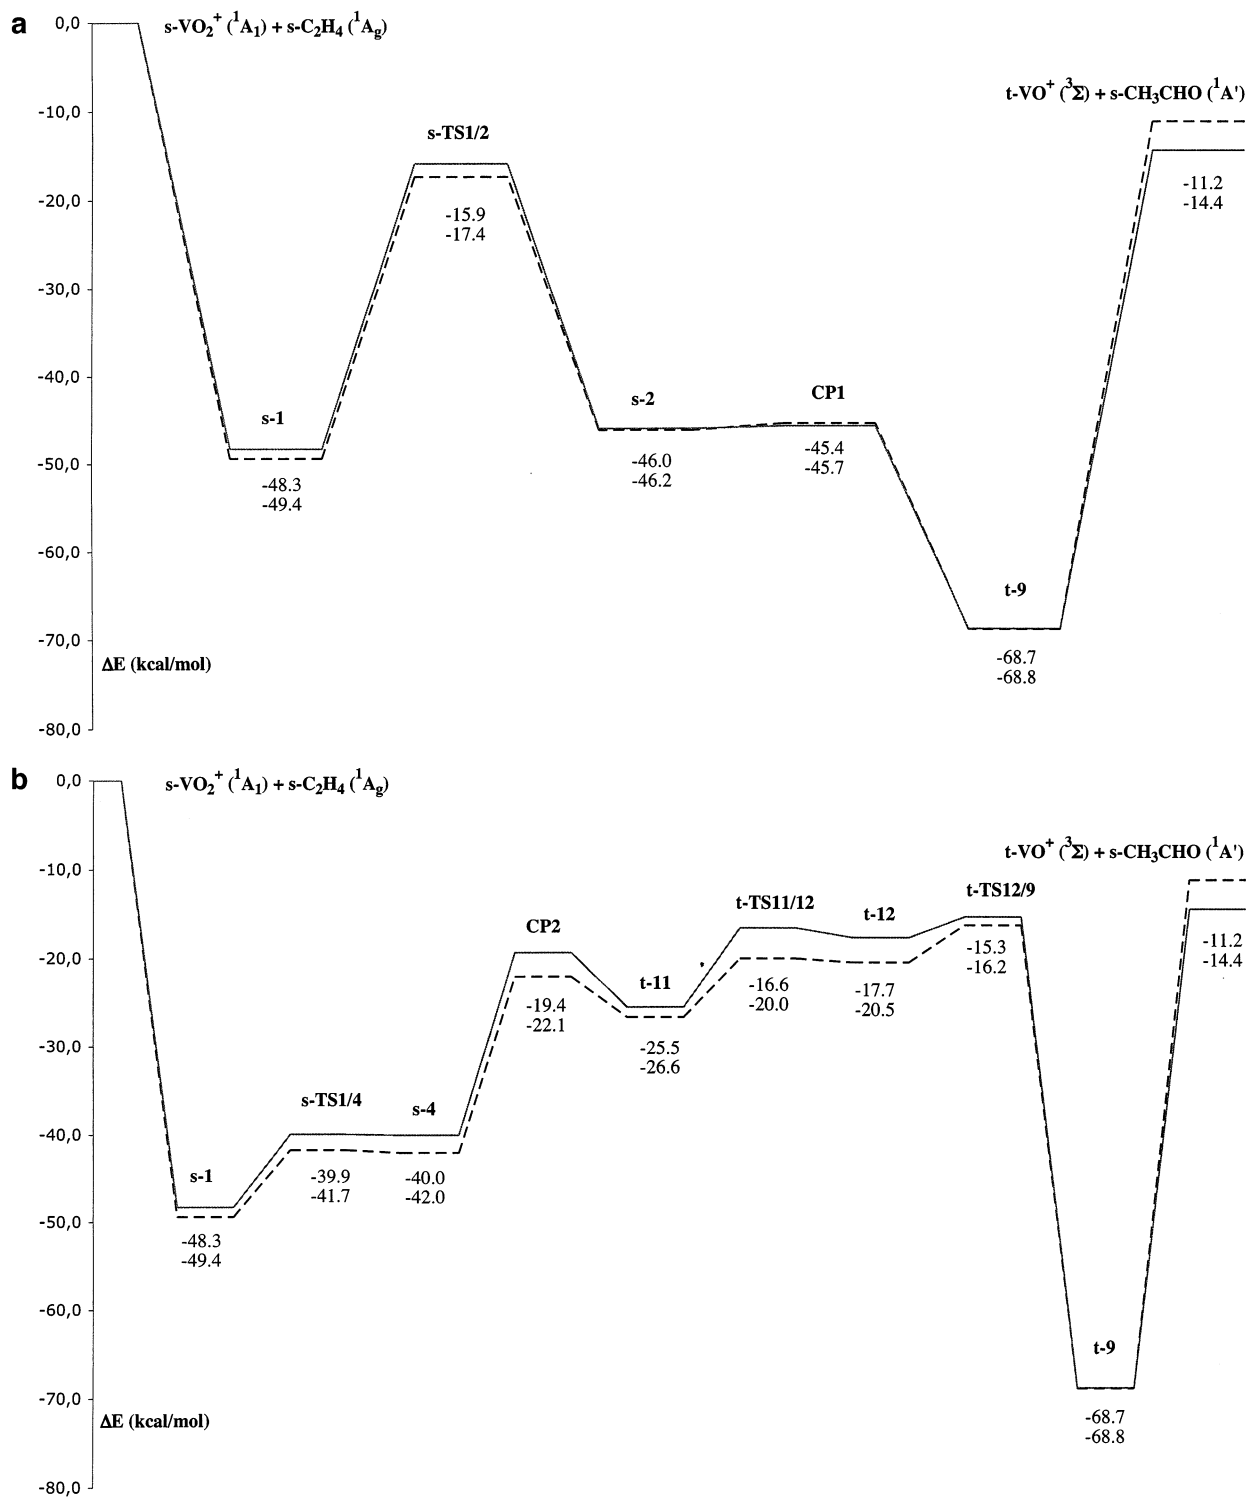 a
0,0
s-VO₂⁺ (¹A₁) + s-C₂H₄ (¹A_g)
t-VO⁺ (³Σ) + s-CH₃CHO (¹A')
-10,0
s-TS1/2
-11.2
-14.4
-20,0
-15.9
-17.4
-30,0
-40,0
s-1
s-2
CP1
-50,0
-48.3
-49.4
-46.0
-46.2
-45.4
-45.7
-60,0
t-9
-70,0
ΔE (kcal/mol)
-68.7
-68.8
-80,0
b
0,0
s-VO₂⁺ (¹A₁) + s-C₂H₄ (¹A_g)
t-VO⁺ (³Σ) + s-CH₃CHO (¹A')
-10,0
CP2
t-TS11/12
t-12
t-TS12/9
-20,0
t-11
-15.3
-16.2
-11.2
-14.4
-19.4
-22.1
-16.6
-20.0
-17.7
-20.5
-30,0
-25.5
-26.6
s-TS1/4
s-4
-40,0
s-1
-39.9
-41.7
-40.0
-42.0
-50,0
-48.3
-49.4
-60,0
t-9
-70,0
ΔE (kcal/mol)
-68.7
-68.8
-80,0